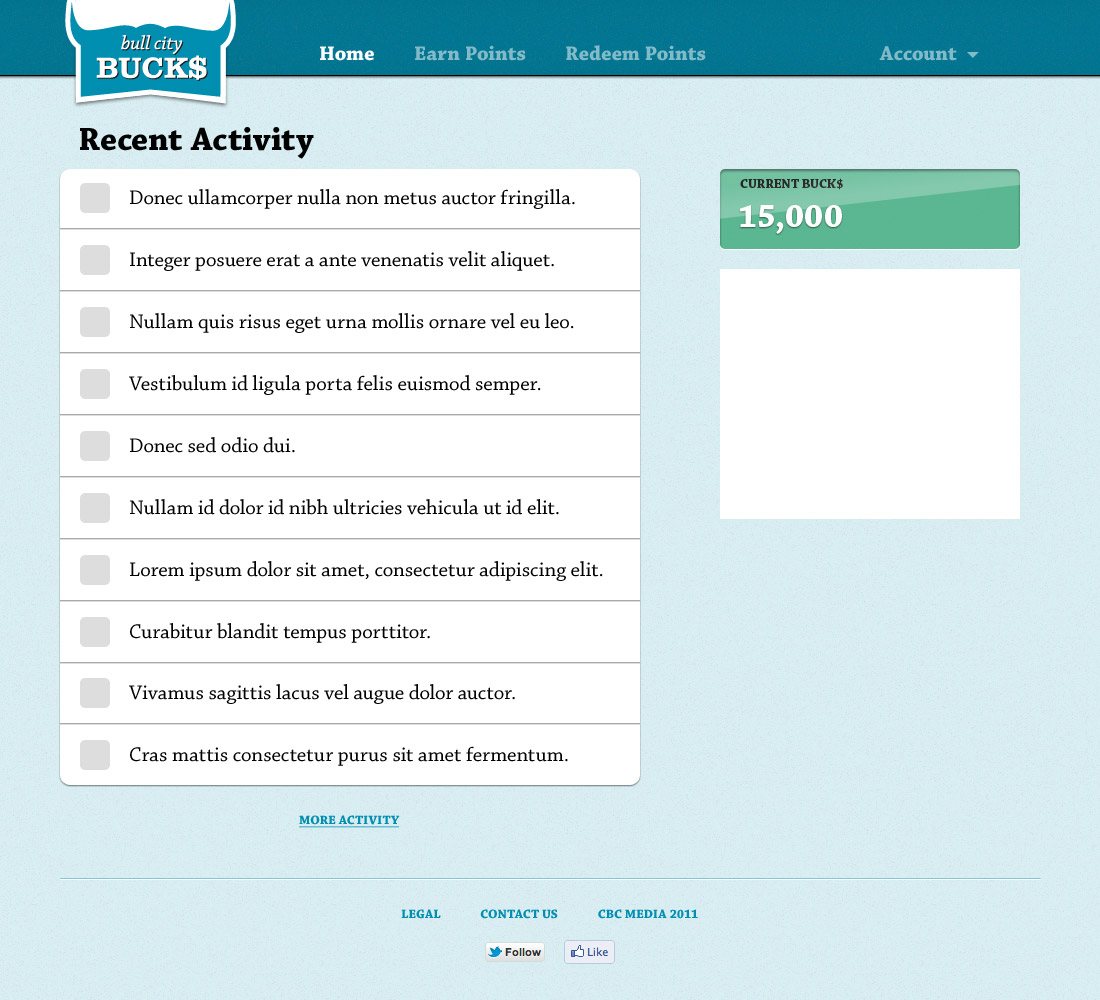 bull city
BUCK$
Home Earn Points Redeem Points Account
Recent Activity
Donec ullamcorper nulla non metus auctor fringilla.
Integer posuere erat a ante venenatis velit aliquet.
Nullam quis risus eget urna mollis ornare vel eu leo.
Vestibulum id ligula porta felis euismod semper.
Donec sed odio dui.
Nullam id dolor id nibh ultricies vehicula ut id elit.
Lorem ipsum dolor sit amet, consectetur adipiscing elit.
Curabitur blandit tempus porttitor.
Vivamus sagittis lacus vel augue dolor auctor.
Cras mattis consectetur purus sit amet fermentum.
MORE ACTIVITY
CURRENT BUCK$
15,000
LEGAL CONTACT US CBC MEDIA 2011
Follow Like